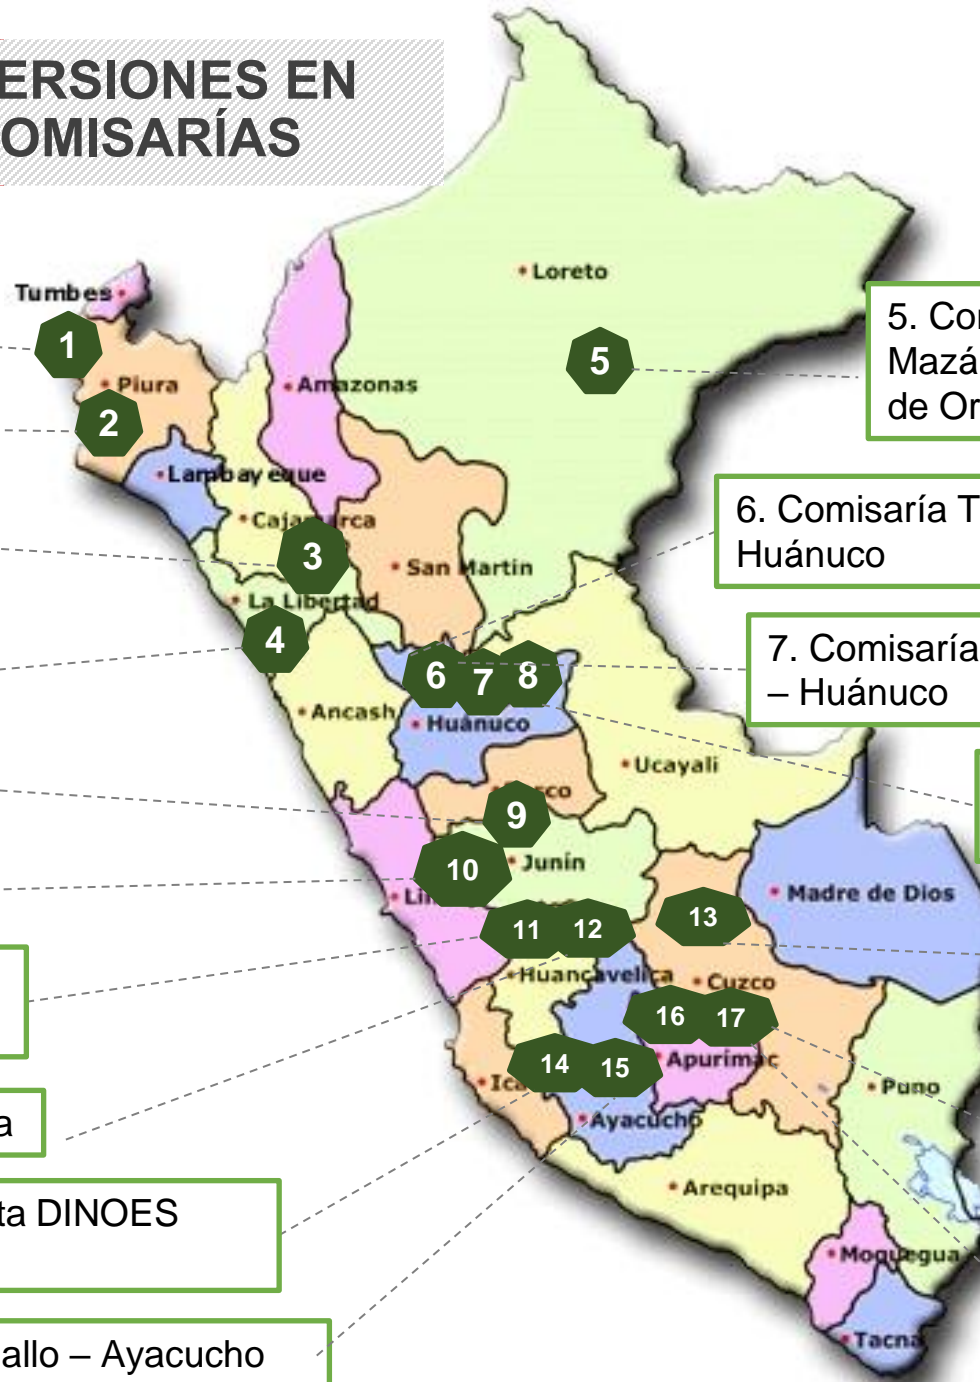 ERSIONES EN
OMISARÍAS
Loreto
Tumbes
1
5. Cor
Mazá
de Or
5
Piura
Amazonas
2
Lambayeque
6. Comisaría T
Huánuco
Cajamarca
3
San Martin
La Libertad
4
7. Comisaría
– Huánuco
6
7
8
Ancash
Huánuco
Ucayali
9
10
Junín
Madre de Dios
11
12
13
Huancavelica
Cuzco
16
17
14
15
Apurimac
Ica
Puno
a
Ayacucho
Arequipa
ta DINOES
Moquegua
Tacna
allo – Ayacucho